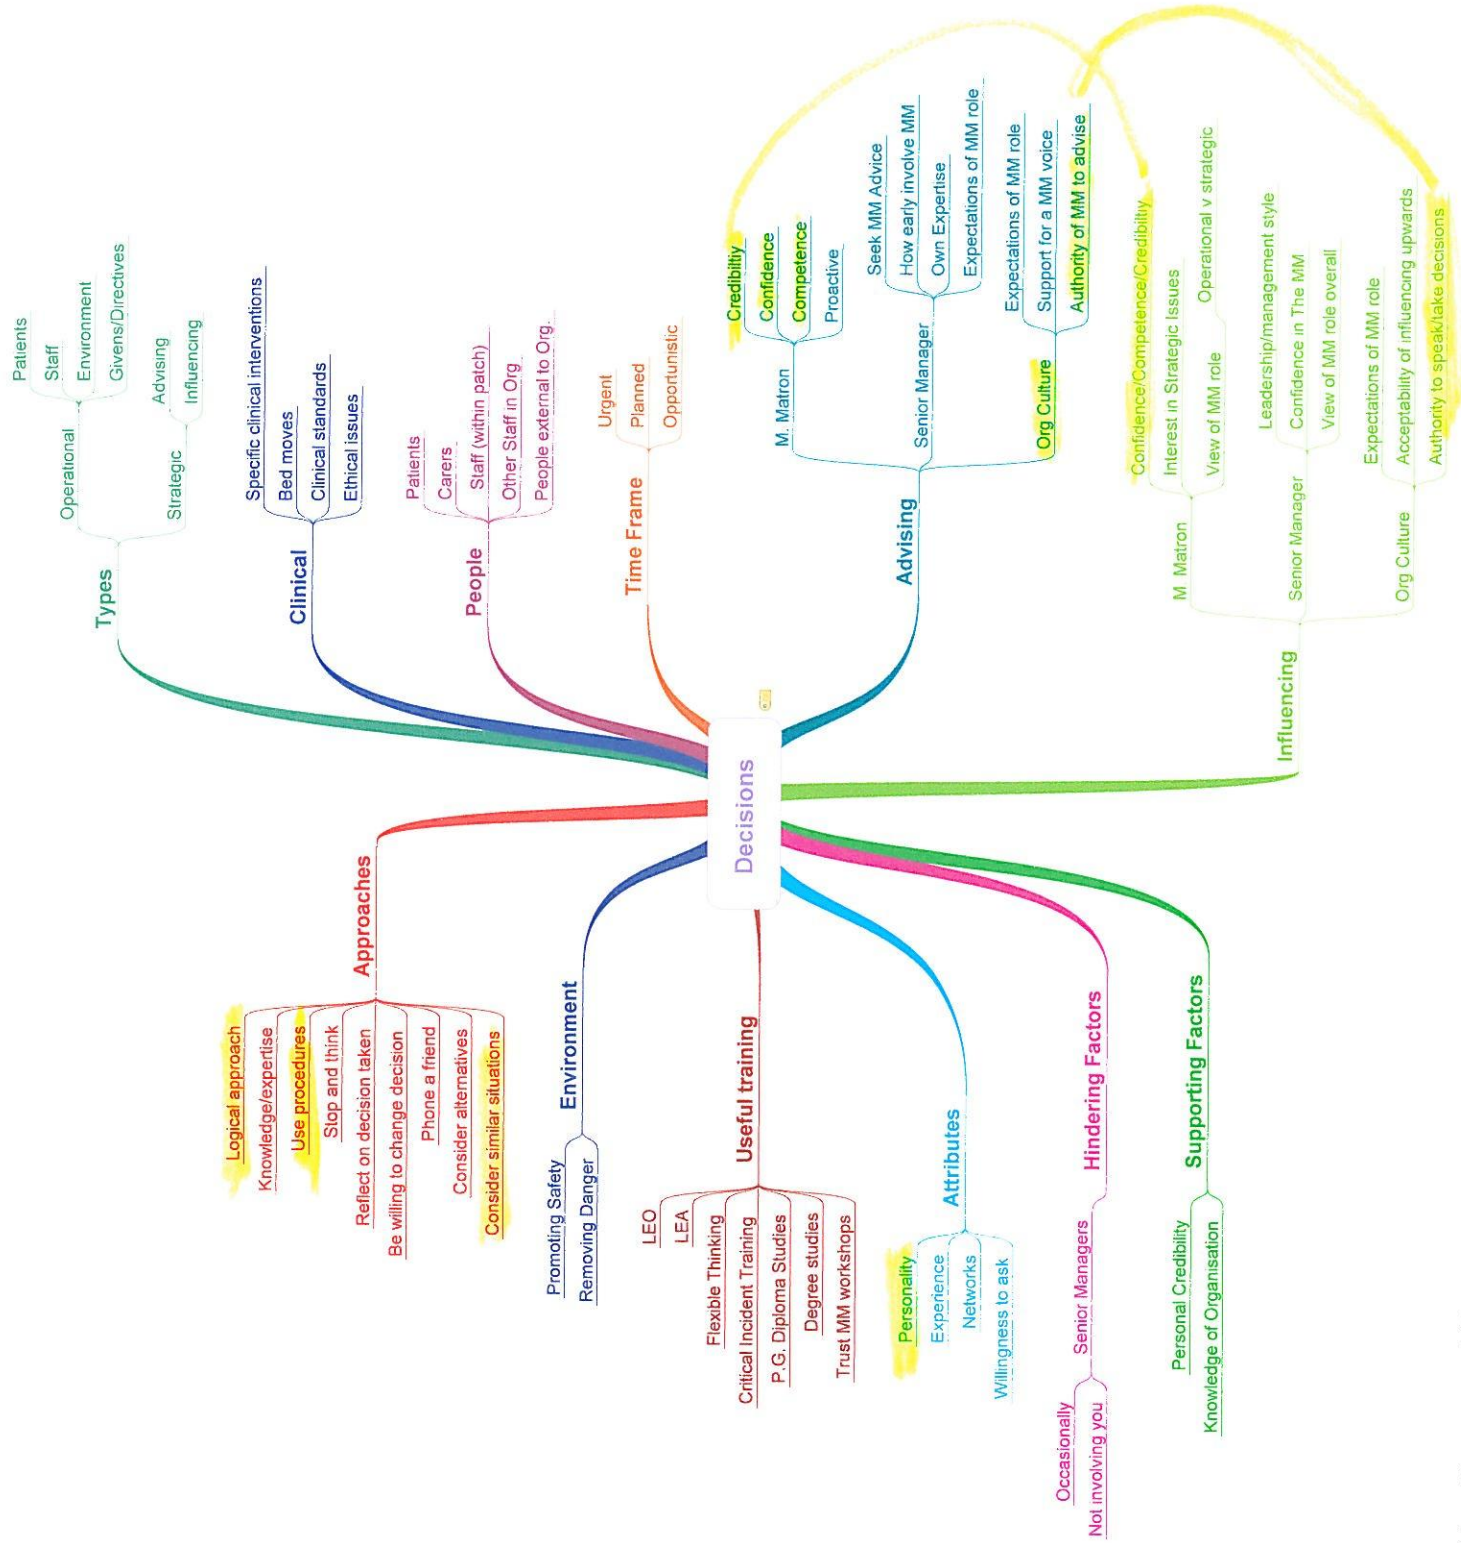 Decisions
Types
Operational
Patients
Staff
Environment
Givens/Directives
Strategic
Advising
Influencing
Clinical
Specific clinical interventions
Bed moves
Clinical standards
Ethical issues
People
Patients
Carers
Staff (within patch)
Other Staff in Org
People external to Org.
Time Frame
Urgent
Planned
Opportunistic
Advising
M. Matron
Credibiltiy
Confidence
Competence
Proactive
Senior Manager
Seek MM Advice
How early involve MM
Own Expertise
Expectations of MM role
Org Culture
Expectations of MM role
Support for a MM voice
Authority of MM to advise
Influencing
M Matron
Confidence/Competence/Credibiltiy
Interest in Strategic Issues
View of MM role
Operational v strategic
Senior Manager
Leadership/management style
Confidence in The MM
View of MM role overall
Org Culture
Expectations of MM role
Acceptability of influencing upwards
Authority to speak/take decisions
Approaches
Logical approach
Knowledge/expertise
Use procedures
Stop and think
Reflect on decision taken
Be willing to change decision
Phone a friend
Consider alternatives
Consider similar situations
Environment
Promoting Safety
Removing Danger
Useful training
LEO
LEA
Flexible Thinking
Critical Incident Training
P.G. Diploma Studies
Degree studies
Trust MM workshops
Attributes
Personality
Experience
Networks
Willingness to ask
Hindering Factors
Senior Managers
Occasionally
Not involving you
Supporting Factors
Personal Credibility
Knowledge of Organisation